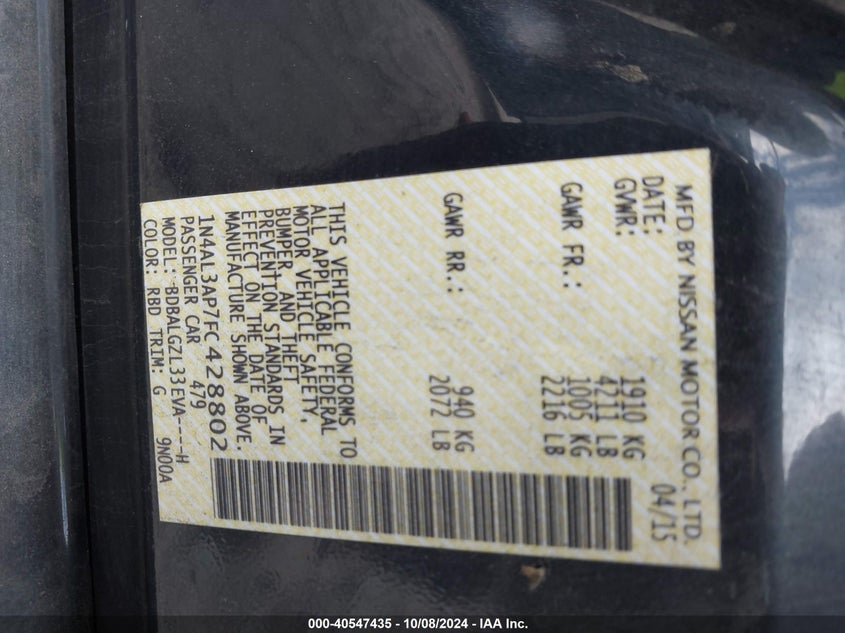 MFD BY NISSAN MOTOR CO., LTD.
DATE: 04/15
GVWR: 1910 KG
4211 LB
GAWR FR.: 1005 KG
2216 LB
GAWR RR.: 940 KG
2072 LB
THIS VEHICLE CONFORMS TO
ALL APPLICABLE FEDERAL
MOTOR VEHICLE SAFETY,
BUMPER, AND THEFT
PREVENTION STANDARDS IN
EFFECT ON THE DATE OF
MANUFACTURE SHOWN ABOVE.
1N4AL3AP7FC428802
PASSENGER CAR 479
MODEL: BDBALGZL33EVA----H
COLOR: RBD TRIM: G 9N00A
000-40547435 - 10/08/2024 - IAA Inc.